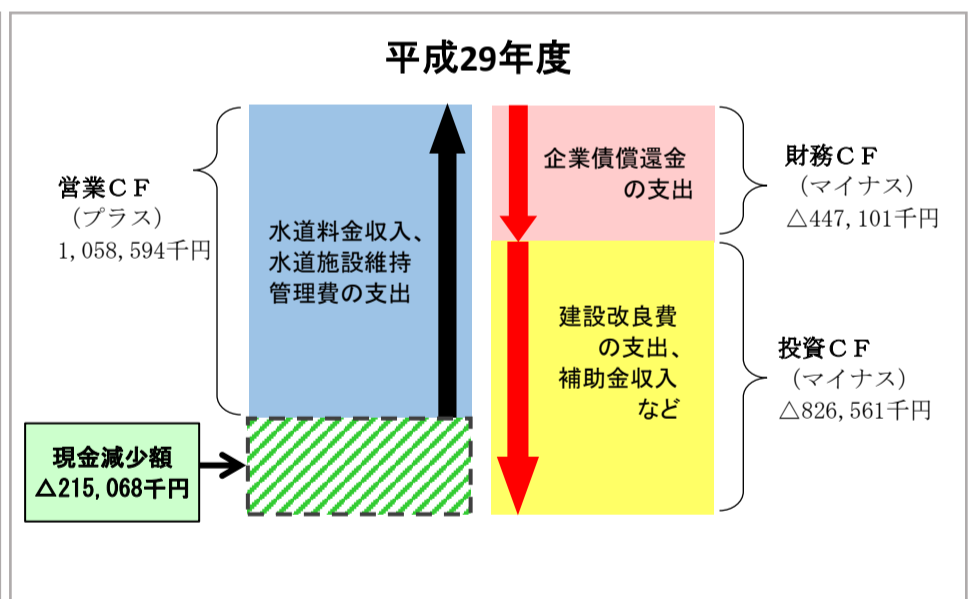 平成29年度
営業ＣＦ
（プラス）
1,058,594千円
水道料金収入、
水道施設維持
管理費の支出
現金減少額
△215,068千円
企業債償還金
の支出
建設改良費
の支出、
補助金収入
など
財務ＣＦ
（マイナス）
△447,101千円
投資ＣＦ
（マイナス）
△826,561千円